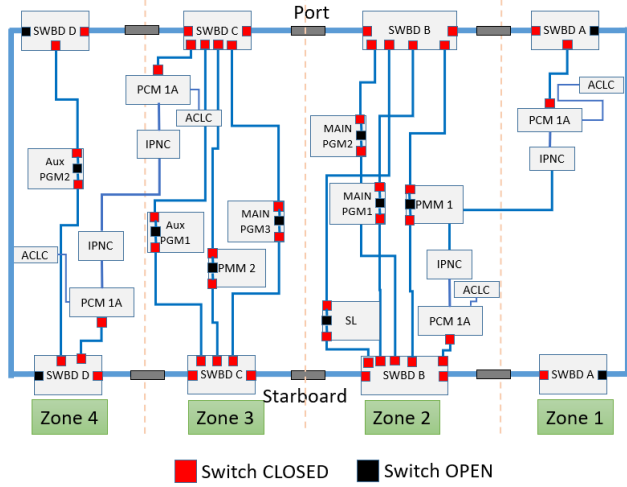 Port
SWBD D
SWBD C
SWBD B
SWBD A
PCM 1A
ACLC
IPNC
ACLC
PCM 1A
IPNC
MAIN
PGM2
Aux
PGM2
MAIN
PGM1
PMM 1
Aux
PGM1
MAIN
PGM3
IPNC
ACLC
PCM 1A
PMM 2
IPNC
ACLC
PCM 1A
SL
SWBD D
SWBD C
SWBD B
SWBD A
Starboard
Zone 4
Zone 3
Zone 2
Zone 1
Switch CLOSED
Switch OPEN